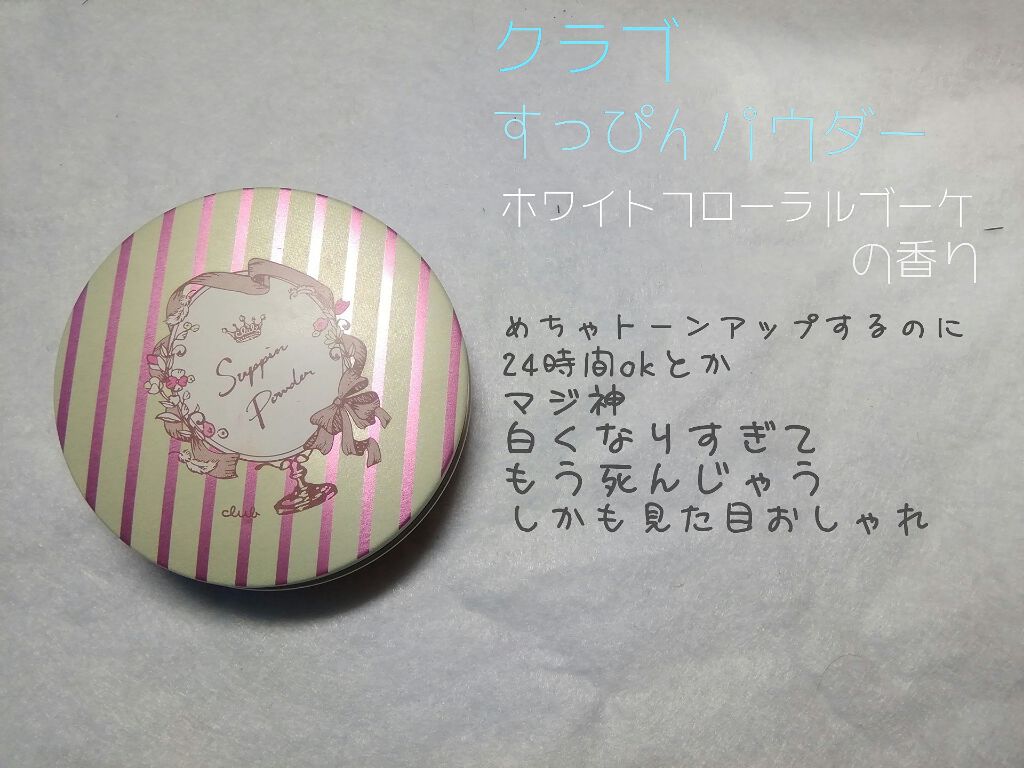 クラブ
すっぴんパウダー
ホワイトフローラルブーケ
の香り
めちゃトーンアップするのに
24時間okとか
マジ神
白くなりすぎて
もう死んじゃう
しかも見た目おしゃれ
Suppin
Powder
club